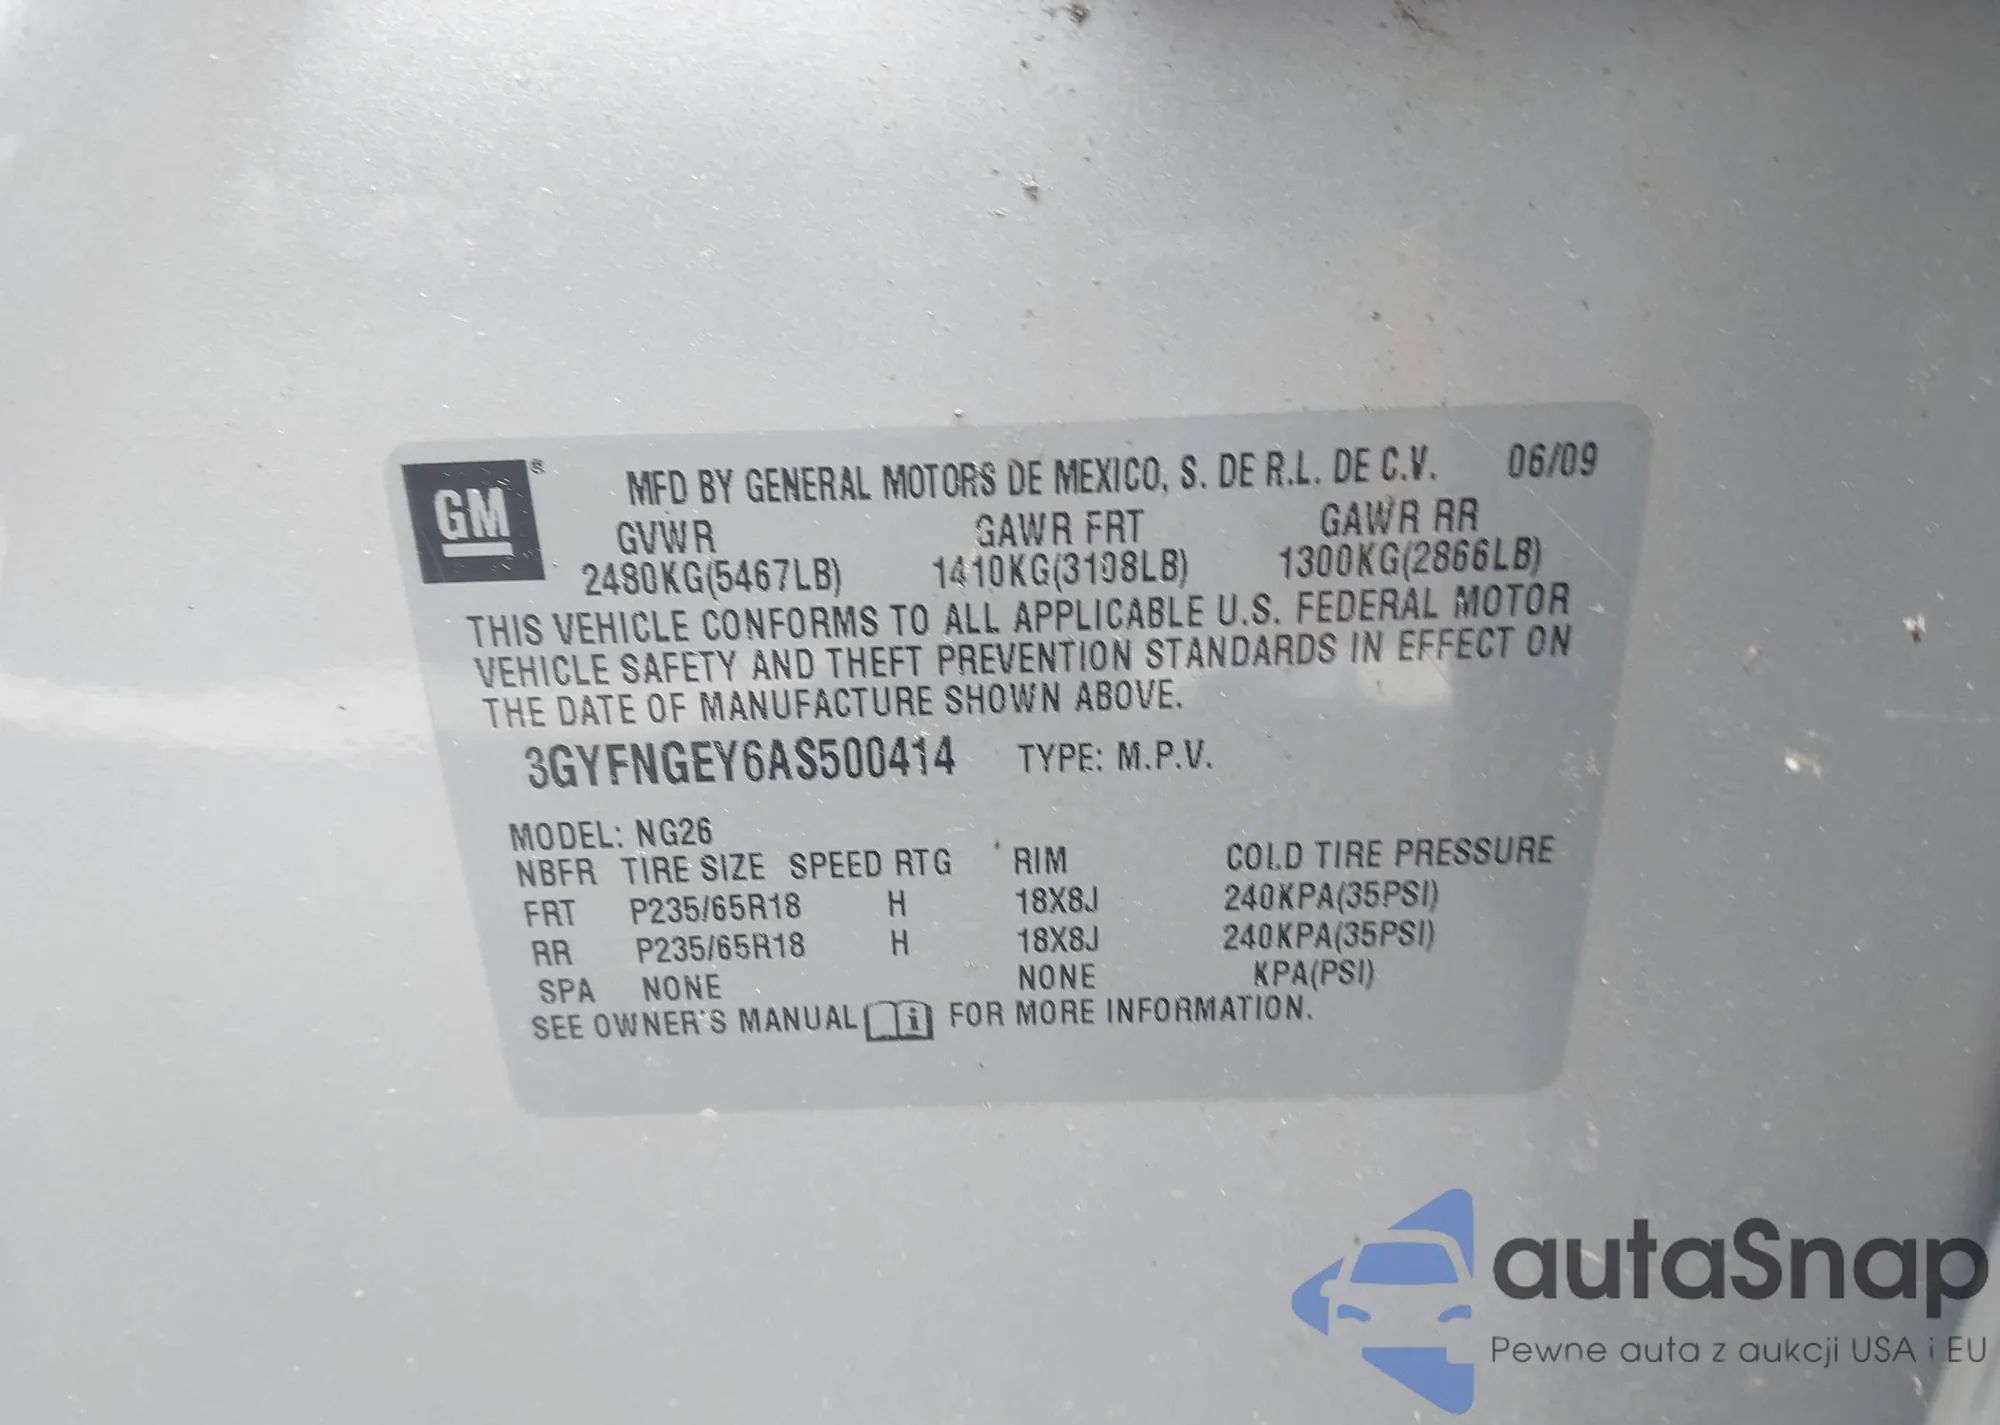 GM®
MFD BY GENERAL MOTORS DE MEXICO, S. DE R.L. DE C.V. 06/09
GVWR GAWR FRT GAWR RR
2480KG(5467LB) 1410KG(3108LB) 1300KG(2866LB)
THIS VEHICLE CONFORMS TO ALL APPLICABLE U.S. FEDERAL MOTOR
VEHICLE SAFETY AND THEFT PREVENTION STANDARDS IN EFFECT ON
THE DATE OF MANUFACTURE SHOWN ABOVE.
3GYFNGEY6AS500414 TYPE: M.P.V.
MODEL: NG26
NBFR TIRE SIZE SPEED RTG RIM COLD TIRE PRESSURE
FRT P235/65R18 H 18X8J 240KPA(35PSI)
RR P235/65R18 H 18X8J 240KPA(35PSI)
SPA NONE NONE KPA(PSI)
SEE OWNER'S MANUAL i FOR MORE INFORMATION.
autaSnap
Pewne auta z aukcji USA i EU